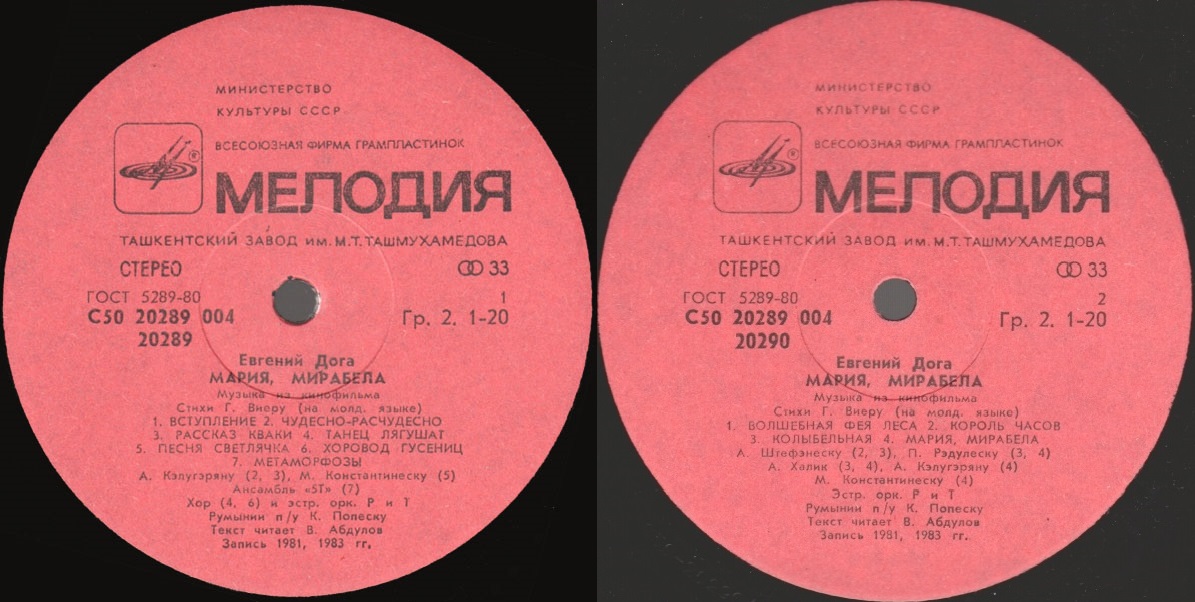 МИНИСТЕРСТВО
КУЛЬТУРЫ СССР
ВСЕСОЮЗНАЯ ФИРМА ГРАМПЛАСТИНОК
®
МЕЛОДИЯ
ТАШКЕНТСКИЙ ЗАВОД ИМ. М.Т. ТАШМУХАМЕДОВА
СТЕРЕО 33
ГОСТ 5289-80 1
С50 20289 004 Гр. 2. 1-20
20289
Евгений Дога
МАРИЯ, МИРАБЕЛА
Музыка из кинофильма
Стихи Г. Виеру (на молд. языке)
1. ВСТУПЛЕНИЕ 2. ЧУДЕСНО-РАСЧУДЕСНО
3. РАССКАЗ КВАКИ 4. ТАНЕЦ ЛЯГУШАТ
5. ПЕСНЯ СВЕТЛЯЧКА 6. ХОРОВОД ГУСЕНИЦ
7. МЕТАМОРФОЗЫ
А. Кэлугэряну (2, 3), М. Константинеску (5)
Ансамбль «5Т» (7)
Хор (4, 6) и эстр. орк. Р и Т
Румынии п/у К. Попеску
Текст читает В. Абдулов
Запись 1981, 1983 гг.
МИНИСТЕРСТВО
КУЛЬТУРЫ СССР
ВСЕСОЮЗНАЯ ФИРМА ГРАМПЛАСТИНОК
®
МЕЛОДИЯ
ТАШКЕНТСКИЙ ЗАВОД ИМ. М.Т. ТАШМУХАМЕДОВА
СТЕРЕО 33
ГОСТ 5289-80 2
С50 20289 004 Гр. 2. 1-20
20290
Евгений Дога
МАРИЯ, МИРАБЕЛА
Музыка из кинофильма
Стихи Г. Виеру (на молд. языке)
1. ВОЛШЕБНАЯ ФЕЯ ЛЕСА 2. КОРОЛЬ ЧАСОВ
3. КОЛЫБЕЛЬНАЯ 4. МАРИЯ, МИРАБЕЛА
А. Штефэнеску (2, 3), П. Рэдулеску (3, 4)
А. Халик (3, 4), А. Кэлугэряну (4)
М. Константинеску (4)
Эстр. орк. Р и Т
Румынии п/у К. Попеску
Текст читает В. Абдулов
Запись 1981, 1983 гг.